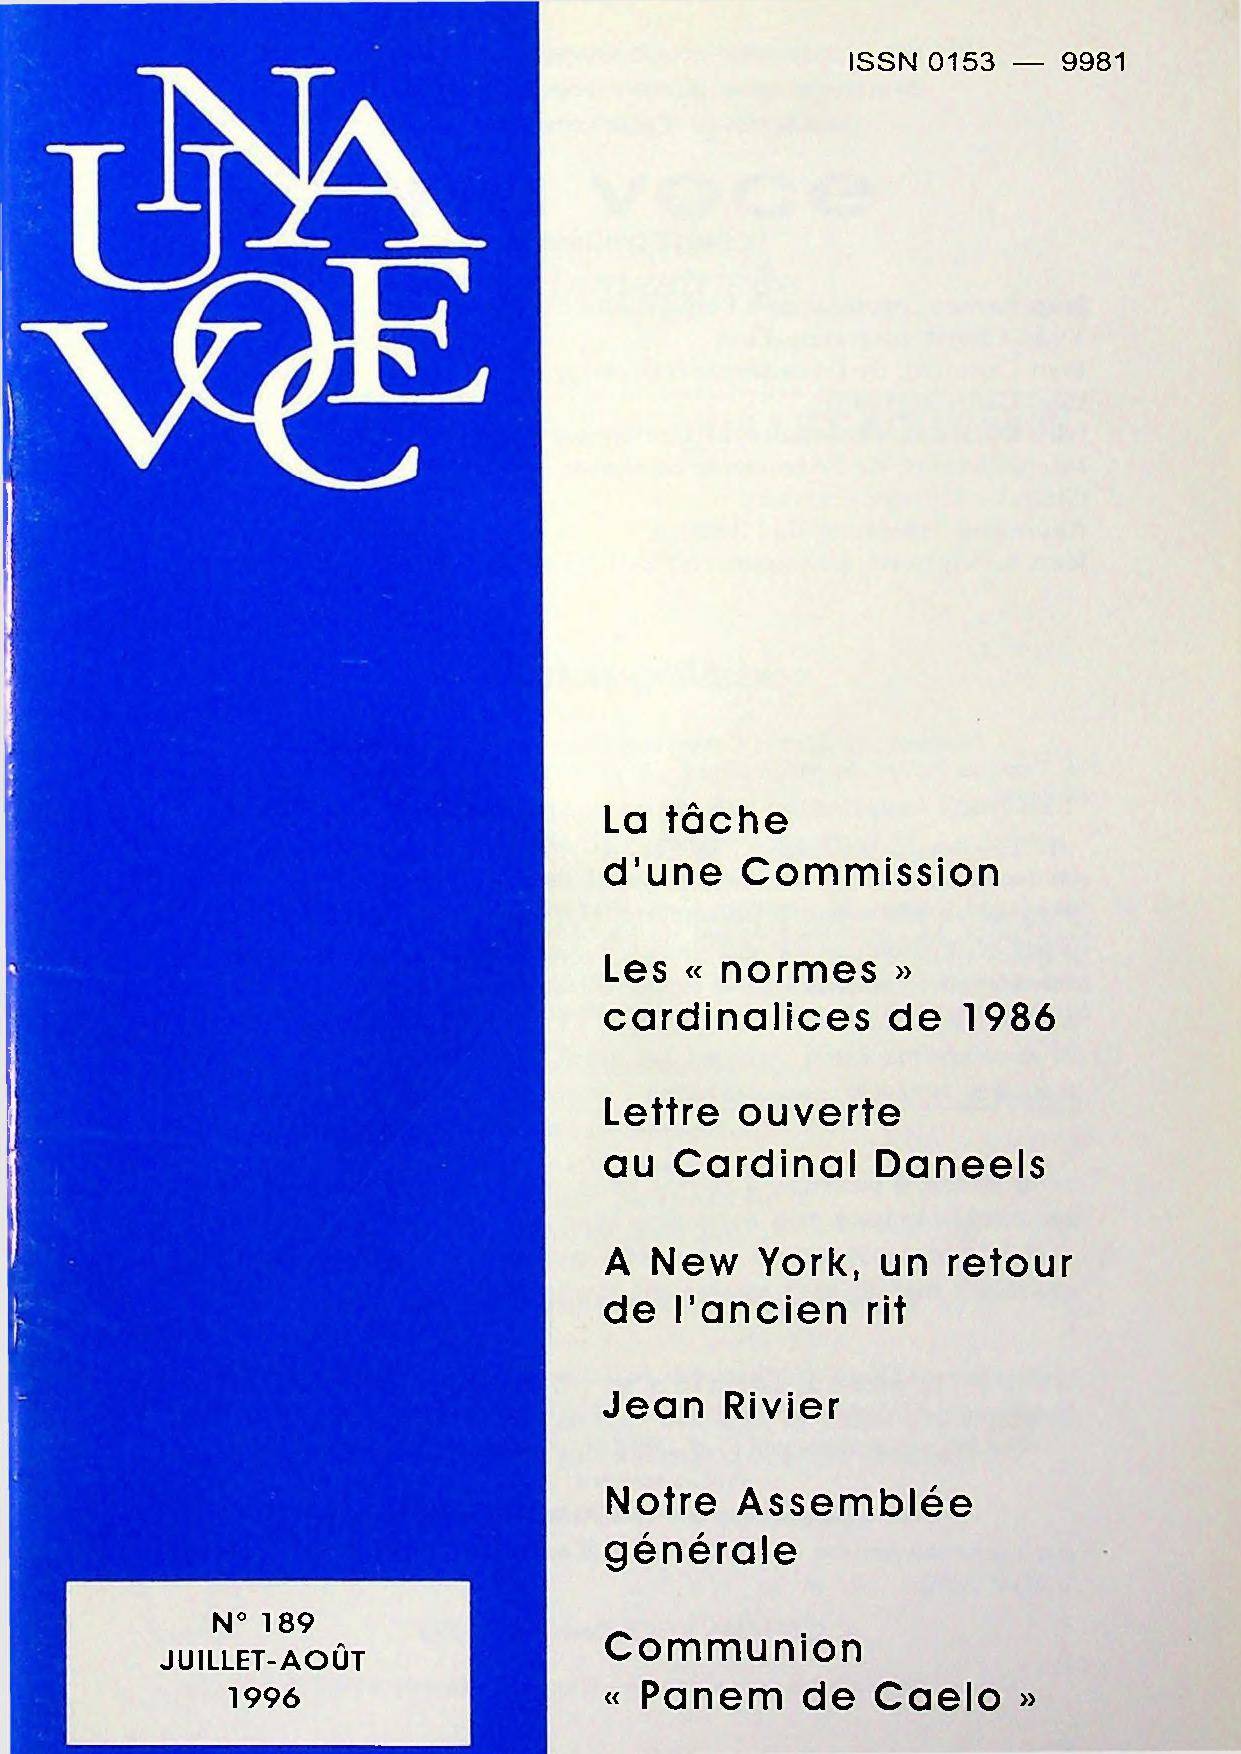 ISSN 0153 — 9981
UNA
VOCE
La tâche
d'une Commission
Les « normes »
cardinalices de 1986
Lettre ouverte
au Cardinal Daneels
A New York, un retour
de l'ancien rit
Jean Rivier
Notre Assemblée
générale
Communion
« Panem de Caelo »
N° 189
JUILLET-AOÛT
1996